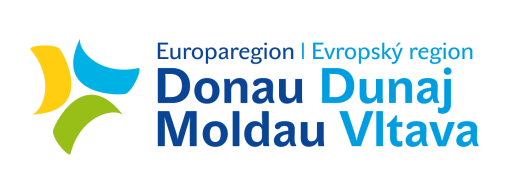 Europaregion | Evropský region
Donau Dunaj
Moldau Vltava